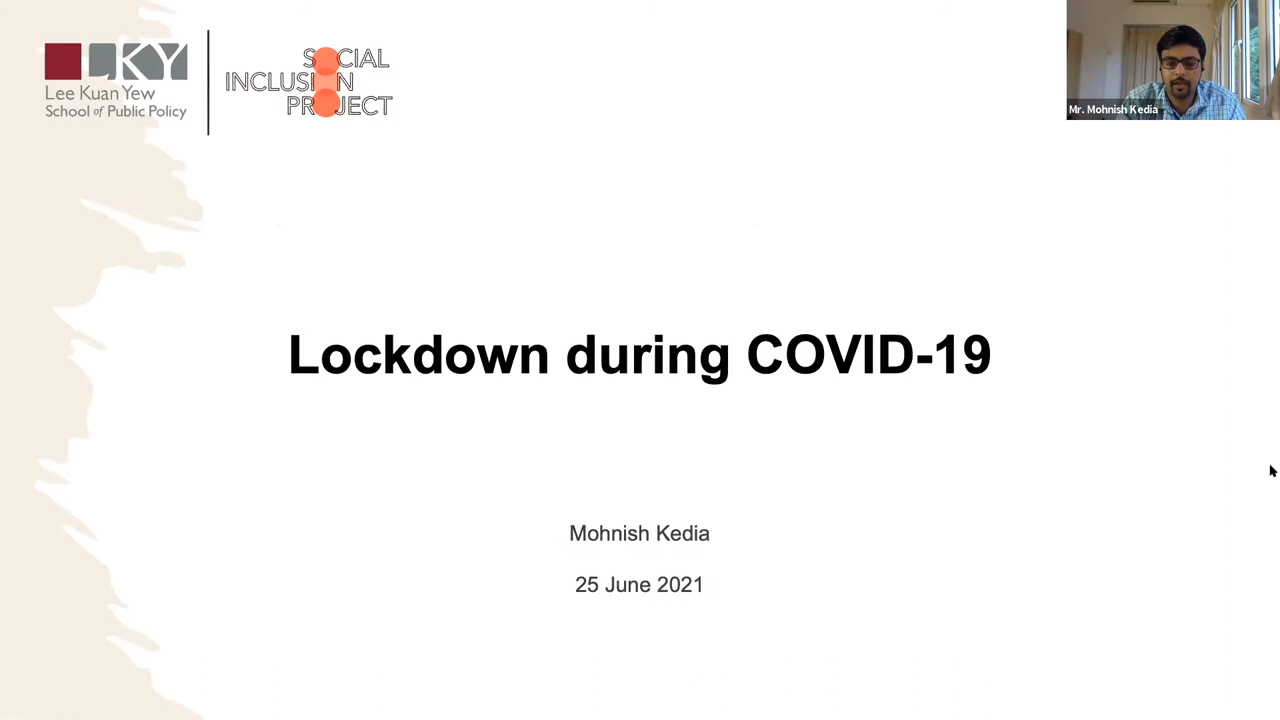 LKY
Lee Kuan Yew
School of Public Policy
SOCIAL
INCLUSION
PROJECT
Mr. Mohnish Kedia
Lockdown during COVID-19
Mohnish Kedia
25 June 2021